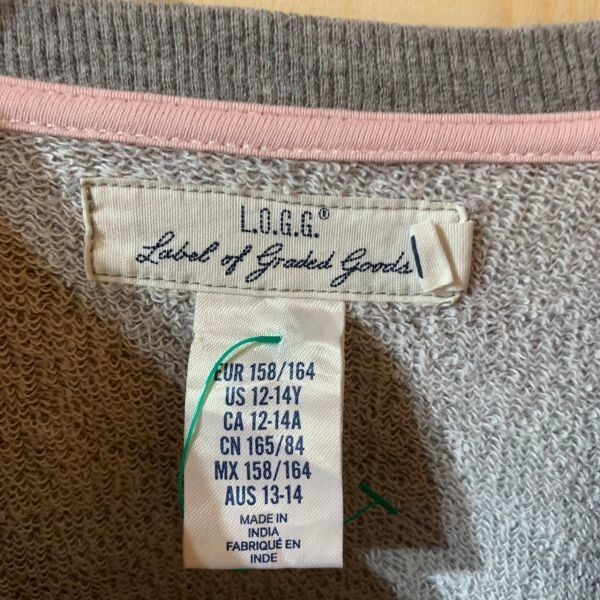 L.O.G.G.®
Label of Graded Goods
EUR 158/164
US 12-14Y
CA 12-14A
CN 165/84
MX 158/164
AUS 13-14
MADE IN
INDIA
FABRIQUÉ EN
INDE